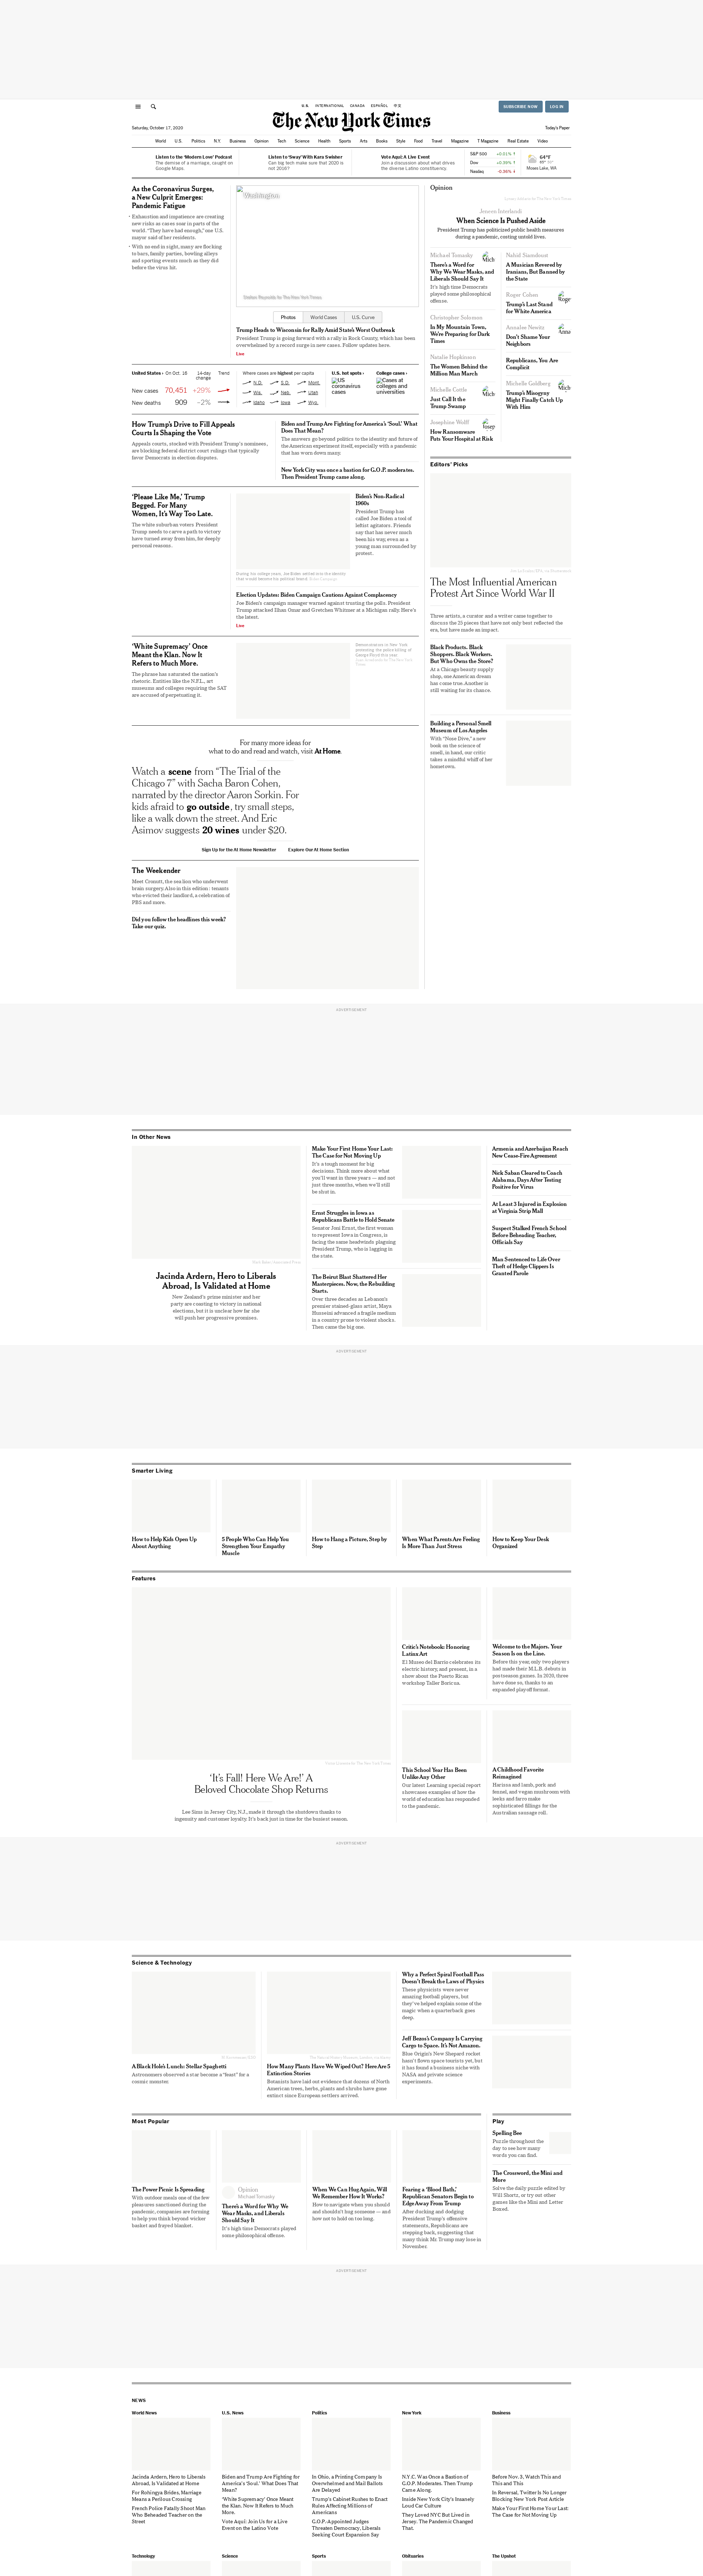 U.S.
INTERNATIONAL
CANADA
ESPAÑOL
中文
SUBSCRIBE NOW
LOG IN
The New York Times
Saturday, October 17, 2020
Today's Paper
World
U.S.
Politics
N.Y.
Business
Opinion
Tech
Science
Health
Sports
Arts
Books
Style
Food
Travel
Magazine
T Magazine
Real Estate
Video
Listen to the 'Modern Love' Podcast
The demise of a marriage, caught on
Google Maps.
Listen to 'Sway' With Kara Swisher
Can big tech make sure that 2020 is
not 2016?
Vote Aquí: A Live Event
Join a discussion about what drives
the diverse Latino constituency.
S&P 500 +0.01%
Dow +0.39%
Nasdaq -0.36%
Moses Lake, WA
As the Coronavirus Surges,
a New Culprit Emerges:
Pandemic Fatigue
Exhaustion and impatience are creating
new risks as cases soar in parts of the
world. "They have had enough," one U.S.
mayor said of her residents.
With no end in sight, many are flocking
to bars, family parties, bowling alleys
and sporting events much as they did
before the virus hit.
Washington
Stefani Reynolds for The New York Times
Photos
World Cases
U.S. Curve
Trump Heads to Wisconsin for Rally Amid State's Worst Outbreak
President Trump is going forward with a rally in Rock County, which has been
overwhelmed by a record surge in new cases. Follow updates here.
Live
United States ›
On Oct. 16
14-day
change
Trend
New cases 70,451 +29%
New deaths 909 –2%
Where cases are highest per capita
N.D.
S.D.
Mont.
Wis.
Neb.
Utah
Idaho
Iowa
Wyo.
U.S. hot spots ›
US
coronavirus
cases
College cases ›
Cases at
colleges and
universities
How Trump's Drive to Fill Appeals
Courts Is Shaping the Vote
Appeals courts, stocked with President Trump's nominees,
are blocking local court rulings that typically
favor Democrats in election disputes.
Biden and Trump Are Fighting for America's 'Soul.' What
Does That Mean?
The answers go beyond politics to the identity and future of
the American experiment itself, especially with a pandemic
that has worn down many.
New York City was once a bastion for G.O.P. moderates.
Then President Trump came along.
'Please Like Me,' Trump
Begged. For Many
Women, It's Way Too Late.
The white suburban voters President
Trump needs to carve a path to victory
have turned away from him, for deeply
personal reasons.
During his college years, Joe Biden settled into the identity
that would become his political brand.
Biden Campaign
Biden's Non-Radical
1960s
President Trump has
called Joe Biden a tool of
leftist agitators. Friends
say that has never much
been his way, even as a
young man surrounded by
protest.
Election Updates: Biden Campaign Cautions Against Complacency
Joe Biden's campaign manager warned against trusting the polls. President
Trump attacked Ilhan Omar and Gretchen Whitmer at a Michigan rally. Here's
the latest.
Live
'White Supremacy' Once
Meant the Klan. Now It
Refers to Much More.
The phrase has saturated the nation's
rhetoric. Entities like the N.F.L., art
museums and colleges requiring the SAT
are accused of perpetuating it.
Demonstrators in New York
protesting the police killing of
George Floyd this year.
For many more ideas for
what to do and read and watch, visit At Home.
Watch a scene from "The Trial of the
Chicago 7" with Sacha Baron Cohen,
narrated by the director Aaron Sorkin. For
kids afraid to go outside, try small steps,
like a walk down the street. And Eric
Asimov suggests 20 wines under $20.
Sign Up for the At Home Newsletter
Explore Our At Home Section
The Weekender
Meet Cronutt, the sea lion who underwent
brain surgery. Also in this edition: tenants
who evicted their landlord, a celebration of
PBS and more.
Did you follow the headlines this week?
Take our quiz.
Opinion
Jeneen Interlandi
When Science Is Pushed Aside
President Trump has politicized public health measures
during a pandemic, costing untold lives.
Michael Tomasky
There's a Word for
Why We Wear Masks, and
Liberals Should Say It
It's high time Democrats
played some philosophical
offense.
Christopher Solomon
In My Mountain Town,
We're Preparing for Dark
Times
Natalie Hopkinson
The Women Behind the
Million Man March
Michelle Cottle
Just Call It the
Trump Swamp
Josephine Wolff
How Ransomware
Puts Your Hospital at Risk
Nahid Siamdoust
A Musician Revered by
Iranians, But Banned by
the State
Roger Cohen
Trump's Last Stand
for White America
Annalee Newitz
Don't Shame Your
Neighbors
Republicans, You Are
Complicit
Michelle Goldberg
Trump's Misogyny
Might Finally Catch Up
With Him
Editors' Picks
The Most Influential American
Protest Art Since World War II
Three artists, a curator and a writer came together to
discuss the 25 pieces that have not only best reflected the
era, but have made an impact.
Black Products. Black
Shoppers. Black Workers.
But Who Owns the Store?
At a Chicago beauty supply
shop, one American dream
has come true. Another is
still waiting for its chance.
Building a Personal Smell
Museum of Los Angeles
With "Nose Dive," a new
book on the science of
smell, in hand, our critic
takes a mindful whiff of her
hometown.
ADVERTISEMENT
In Other News
Jacinda Ardern, Hero to Liberals
Abroad, Is Validated at Home
New Zealand's prime minister and her
party are coasting to victory in national
elections, but it is unclear how far she
will push her progressive promises.
Make Your First Home Your Last:
The Case for Not Moving Up
It's a tough moment for big
decisions. Think more about what
you'll want in three years — and not
just three months, when we'll still
be stuck in.
Ernst Struggles in Iowa as
Republicans Battle to Hold Senate
Senator Joni Ernst, the first woman
to represent Iowa in Congress, is
facing the same headwinds plaguing
President Trump, who is lagging in
the state.
The Beirut Blast Shattered Her
Masterpieces. Now, the Rebuilding
Starts.
Over three decades as Lebanon's
premier stained-glass artist, Maya
Husseini advanced a fragile medium
in a country prone to violent shocks.
Then came the big one.
Armenia and Azerbaijan Reach
New Cease-Fire Agreement
Nick Saban Cleared to Coach
Alabama, Days After Testing
Positive for Virus
At Least 3 Injured in Explosion
at Virginia Strip Mall
Suspect Stalked French School
Before Beheading Teacher,
Officials Say
Man Sentenced to Life Over
Theft of Hedge Clippers Is
Granted Parole
ADVERTISEMENT
Smarter Living
How to Help Kids Open Up
About Anything
5 People Who Can Help You
Strengthen Your Empathy
Muscle
How to Hang a Picture, Step by
Step
When What Parents Are Feeling
Is More Than Just Stress
How to Keep Your Desk
Organized
Features
'It's Fall! Here We Are!' A
Beloved Chocolate Shop Returns
Lee Sims in Jersey City, N.J., made it through the shutdown thanks to
ingenuity and customer loyalty. It's back just in time for the busiest season.
Critic's Notebook: Honoring
Latinx Art
El Museo del Barrio celebrates its
electric history, and present, in a
show about the Puerto Rican
workshop Taller Boricua.
Welcome to the Majors. Your
Season Is on the Line.
Before this year, only two players
had made their M.L.B. debuts in
postseason games. In 2020, three
have done so, thanks to an
expanded playoff format.
This School Year Has Been
Unlike Any Other
Our latest Learning special report
showcases examples of how the
world of education has responded
to the pandemic.
A Childhood Favorite
Reimagined
Harissa and lamb, pork and
fennel, and vegan mushroom with
leeks and farro make
sophisticated fillings for the
Australian sausage roll.
ADVERTISEMENT
Science & Technology
A Black Hole's Lunch: Stellar Spaghetti
Astronomers observed a star become a "feast" for a
cosmic monster.
How Many Plants Have We Wiped Out? Here Are 5
Extinction Stories
Botanists have laid out evidence that dozens of North
American trees, herbs, plants and shrubs have gone
extinct since European settlers arrived.
Why a Perfect Spiral Football Pass
Doesn't Break the Laws of Physics
These physicists were never
amazing football players, but
they've helped explain some of the
magic when a quarterback goes
deep.
Jeff Bezos's Company Is Carrying
Cargo to Space. It's Not Amazon.
Blue Origin's New Shepard rocket
hasn't flown space tourists yet, but
it has found a business niche with
NASA and private science
experiments.
Most Popular
The Power Picnic Is Spreading
With outdoor meals one of the few
pleasures sanctioned during the
pandemic, companies are forming
to help you think beyond wicker
basket and frayed blanket.
Opinion
Michael Tomasky
There's a Word for Why We
Wear Masks, and Liberals
Should Say It
It's high time Democrats played
some philosophical offense.
When We Can Hug Again, Will
We Remember How It Works?
How to navigate when you should
and shouldn't hug someone — and
how not to hold on too long.
Fearing a 'Blood Bath,'
Republican Senators Begin to
Edge Away From Trump
After ducking and dodging
President Trump's offensive
statements, Republicans are
stepping back, suggesting that
many think Mr. Trump may lose in
November.
Play
Spelling Bee
Puzzle throughout the
day to see how many
words you can find.
The Crossword, the Mini and
More
Solve the daily puzzle edited by
Will Shortz, or try out other
games like the Mini and Letter
Boxed.
ADVERTISEMENT
NEWS
World News
Jacinda Ardern, Hero to Liberals
Abroad, Is Validated at Home
For Rohingya Brides, Marriage
Means a Perilous Crossing
French Police Fatally Shoot Man
Who Beheaded Teacher on the
Street
U.S. News
Biden and Trump Are Fighting for
America's 'Soul.' What Does That
Mean?
'White Supremacy' Once Meant
the Klan. Now It Refers to Much
More.
Vote Aquí: Join Us for a Live
Event on the Latino Vote
Politics
In Ohio, a Printing Company Is
Overwhelmed and Mail Ballots
Are Delayed
Trump's Cabinet Rushes to Enact
Rules Affecting Millions of
Americans
G.O.P.-Appointed Judges
Threaten Democracy, Liberals
Seeking Court Expansion Say
New York
N.Y.C. Was Once a Bastion of
G.O.P. Moderates. Then Trump
Came Along.
Inside New York City's Insanely
Loud Car Culture
They Loved NYC But Lived in
Jersey. The Pandemic Changed
That.
Business
Before Nov. 3, Watch This and
This and This
In Reversal, Twitter Is No Longer
Blocking New York Post Article
Make Your First Home Your Last:
The Case for Not Moving Up
Technology
Science
Sports
Obituaries
The Upshot